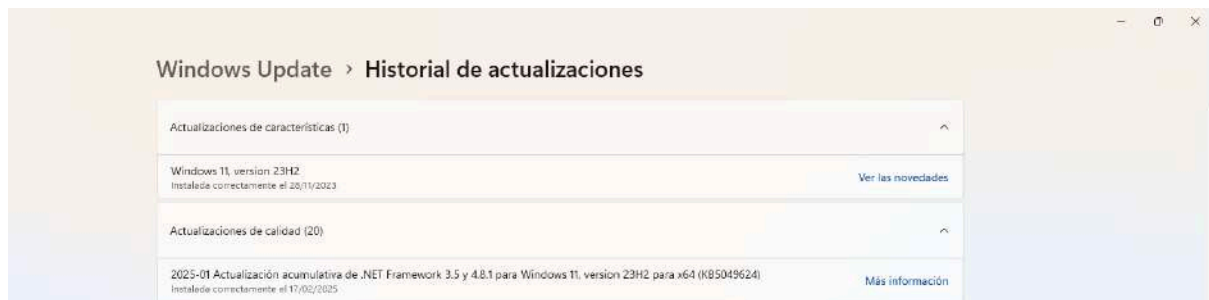 Windows Update > Historial de actualizaciones
Actualizaciones de características (1)
Windows 11, version 23H2
Instalada correctamente el 28/11/2023
Ver las novedades
Actualizaciones de calidad (20)
2025-01 Actualización acumulativa de .NET Framework 3.5 y 4.8.1 para Windows 11, version 23H2 para x64 (KB5049624)
Instalada correctamente el 17/02/2025
Más información